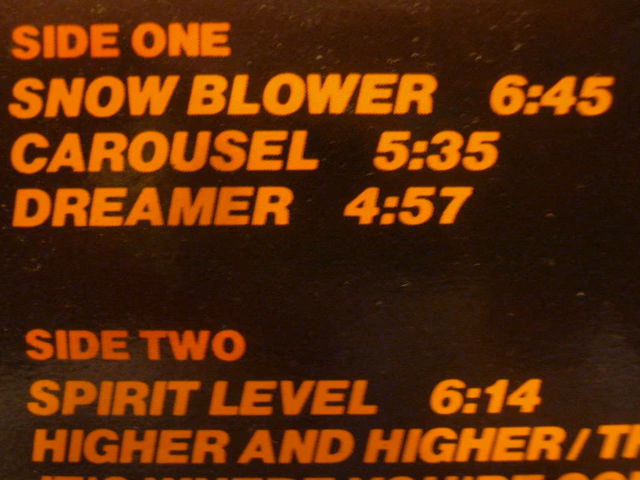 SIDE ONE
SNOW BLOWER 6:45
CAROUSEL 5:35
DREAMER 4:57
SIDE TWO
SPIRIT LEVEL 6:14
HIGHER AND HIGHER /